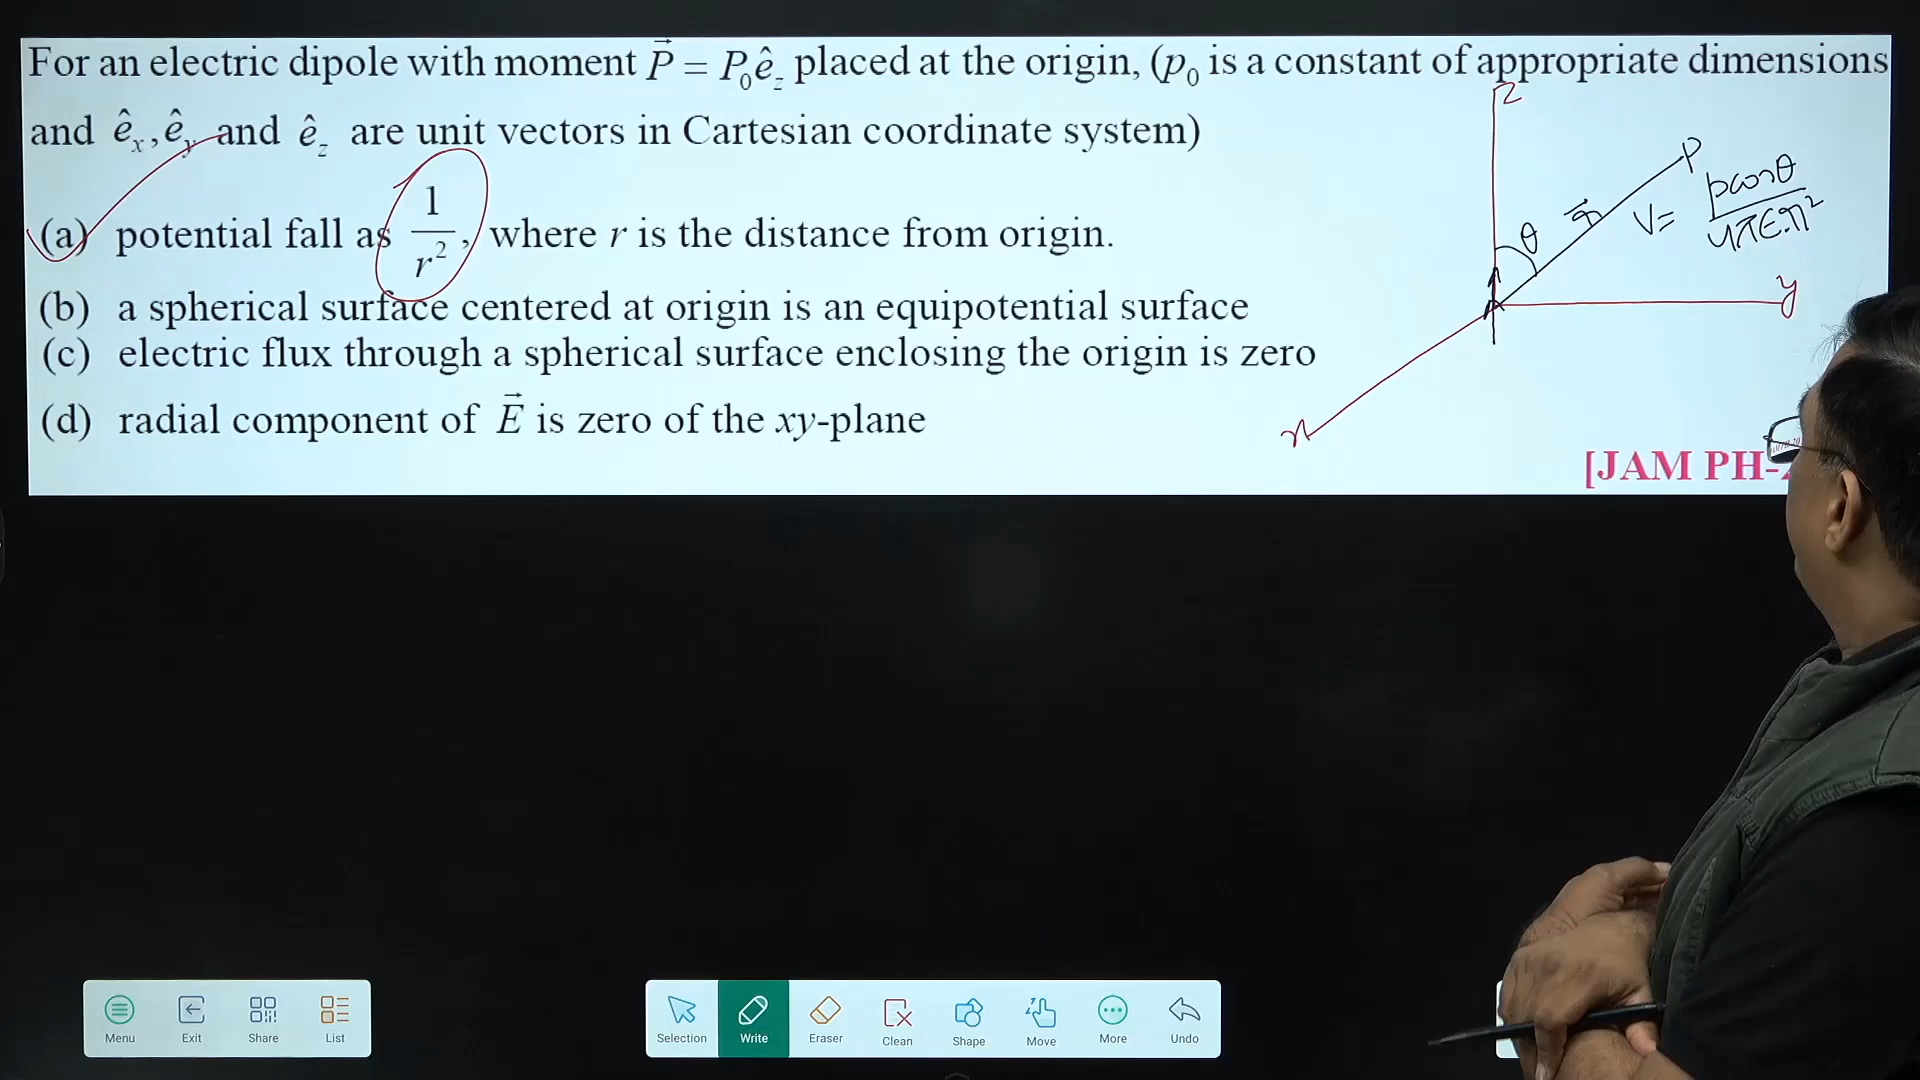 For an electric dipole with moment P⃗ = P₀ê_z placed at the origin, (p₀ is a constant of appropriate dimensions
and ê_x, ê_y and ê_z are unit vectors in Cartesian coordinate system)
(a) potential fall as 1/r², where r is the distance from origin.
(b) a spherical surface centered at origin is an equipotential surface
(c) electric flux through a spherical surface enclosing the origin is zero
(d) radial component of E⃗ is zero of the xy-plane
[JAM PH-
z
P
θ
r⃗
V = pcosθ/4πε₀r²
y
x
Menu
Exit
Share
List
Selection
Write
Eraser
Clean
Shape
Move
More
Undo